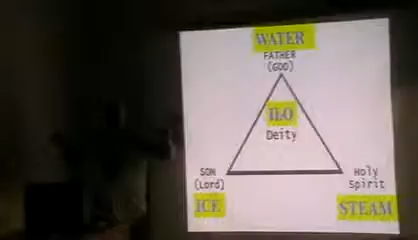 WATER
FATHER
(GOD)
H₂O
Deity
SON
(Lord)
Holy
Spirit
ICE
STEAM